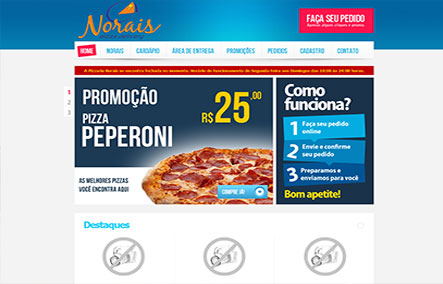 Norais
FAÇA SEU PEDIDO
HOME NORAIS CARDÁPIO ÁREA DE ENTREGA PROMOÇÕES PEDIDOS CADASTRO CONTATO
A Pizzaria Norais se encontra fechada no momento. Horário de funcionamento de Segunda feira aos Domingos das 18:00 às 24:00 horas.
1
2
3
PROMOÇÃO
PIZZA
PEPERONI
R$ 25,00
AS MELHORES PIZZAS
VOCÊ ENCONTRA AQUI
COMPRE JÁ!
Como
funciona?
1 Faça seu pedido
online
2 Envie e confirme
seu pedido
3 Preparamos e
enviamos para você
Bom apetite!
Destaques